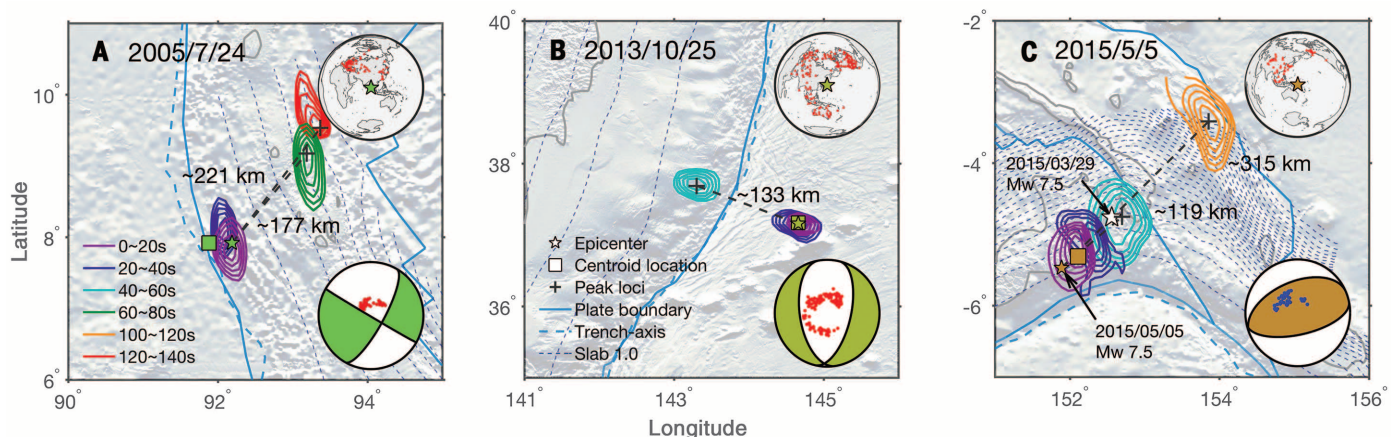 A 2005/7/24
10°
8°
6°
90°
92°
94°
Latitude
~221 km
~177 km
0~20s
20~40s
40~60s
60~80s
100~120s
120~140s
B 2013/10/25
40°
38°
36°
141°
143°
145°
~133 km
Epicenter
Centroid location
Peak loci
Plate boundary
Trench-axis
Slab 1.0
Longitude
C 2015/5/5
-2°
-4°
-6°
152°
154°
156°
2015/03/29
Mw 7.5
~315 km
~119 km
2015/05/05
Mw 7.5